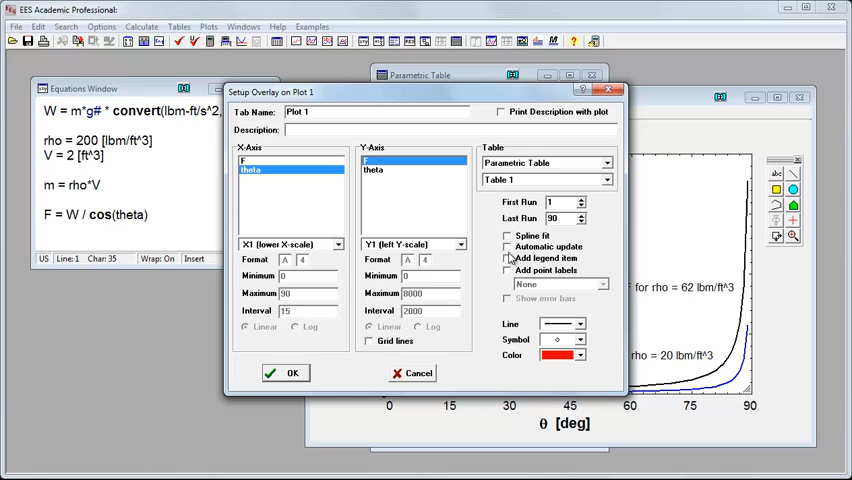 EES Academic Professional:
File Edit Search Options Calculate Tables Plots Windows Help Examples
Equations Window
W = m*g# * convert(lbm-ft/s^2,
rho = 200 [lbm/ft^3]
V = 2 [ft^3]
m = rho*V
F = W / cos(theta)
US Line: 1 Char: 35 Wrap: On Insert
Parametric Table
Setup Overlay on Plot 1
Tab Name: Plot 1
Print Description with plot
Description:
X-Axis
F
theta
X1 (lower X-scale)
Format A 4
Minimum 0
Maximum 90
Interval 15
Linear Log
Y-Axis
F
theta
Y1 (left Y-scale)
Format A 4
Minimum 0
Maximum 8000
Interval 2000
Linear Log
Grid lines
Table
Parametric Table
Table 1
First Run 1
Last Run 90
Spline fit
Automatic update
Add legend item
Add point labels
None
Show error bars
Line
Symbol
Color
OK
Cancel
abc
F for rho = 62 lbm/ft^3
rho = 20 lbm/ft^3
0 15 30 45 60 75 90
θ [deg]